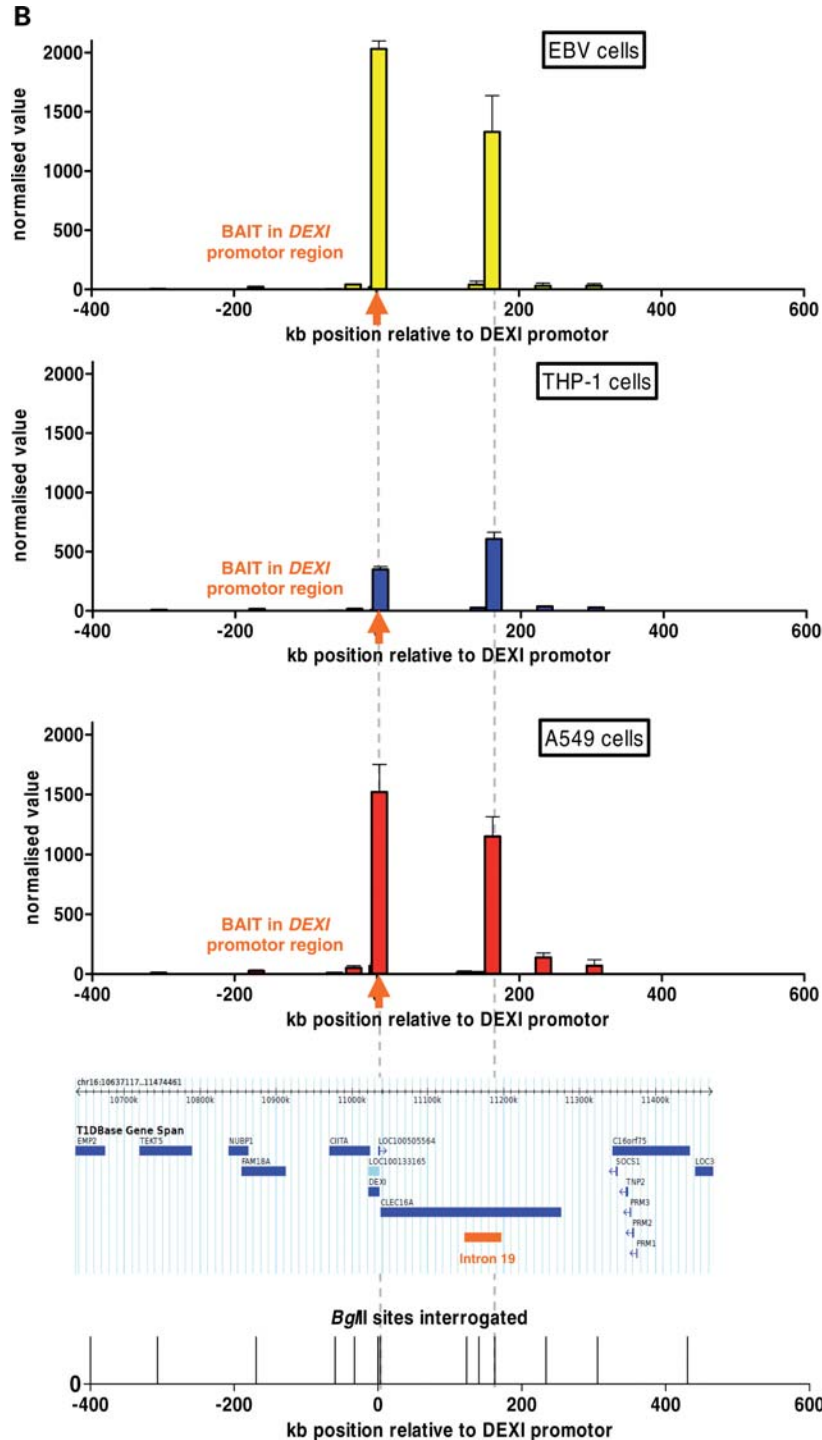 B
EBV cells
normalised value
2000
1500
1000
500
0
BAIT in DEXI
promotor region
-400
-200
200
400
600
kb position relative to DEXI promotor
THP-1 cells
normalised value
2000
1500
1000
500
0
BAIT in DEXI
promotor region
-400
-200
0
200
400
600
kb position relative to DEXI promotor
A549 cells
normalised value
2000
1500
1000
500
0
BAIT in DEXI
promotor region
-400
-200
200
400
600
kb position relative to DEXI promotor
chr16:10637117..11474461
10700k 10800k 10900k 11000k 11100k 11200k 11300k 11400k
T1DBase Gene Span
EMP2 TEKT5 NUBP1 CIITA LOC100505564 C16orf75
FAM18A LOC100133165 SOCS1 LOC3
DEXI TNP2
CLEC16A PRM3
PRM2
Intron 19 PRM1
BglII sites interrogated
0
-400 -200 0 200 400 600
kb position relative to DEXI promotor